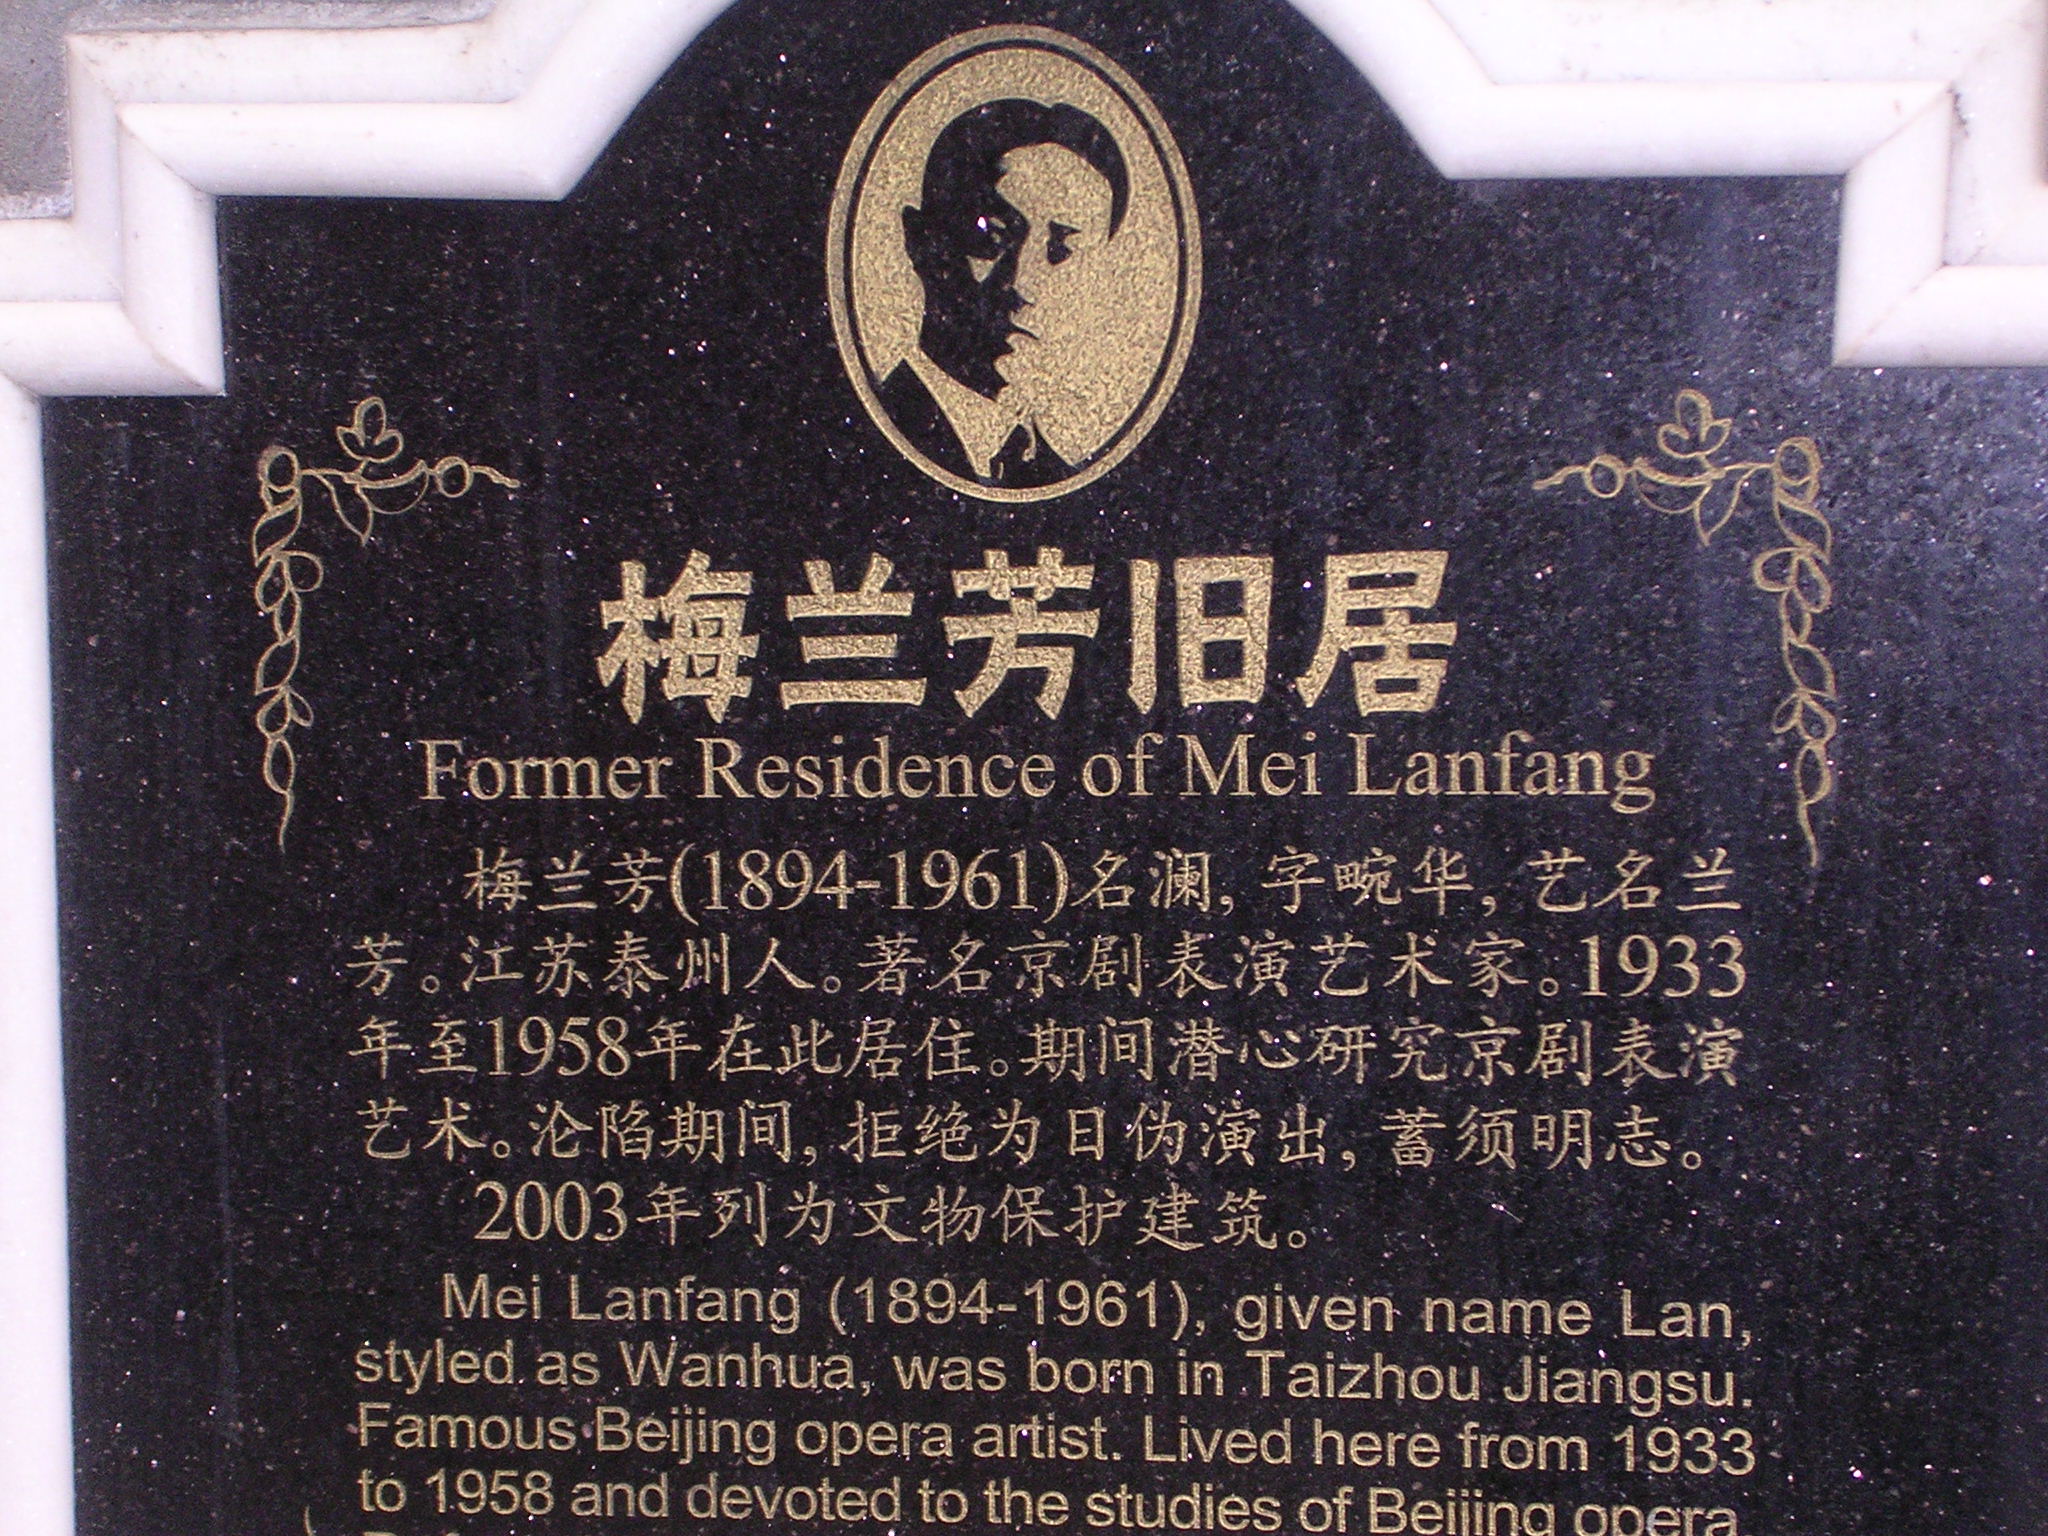 梅兰芳旧居
Former Residence of Mei Lanfang
梅兰芳(1894-1961)名澜，字畹华，艺名兰
芳。江苏泰州人。著名京剧表演艺术家。1933
年至1958年在此居住。期间潜心研究京剧表演
艺术。沦陷期间，拒绝为日伪演出，蓄须明志。
2003年列为文物保护建筑。
Mei Lanfang (1894-1961), given name Lan,
styled as Wanhua, was born in Taizhou Jiangsu.
Famous Beijing opera artist. Lived here from 1933
to 1958 and devoted to the studies of Beijing opera